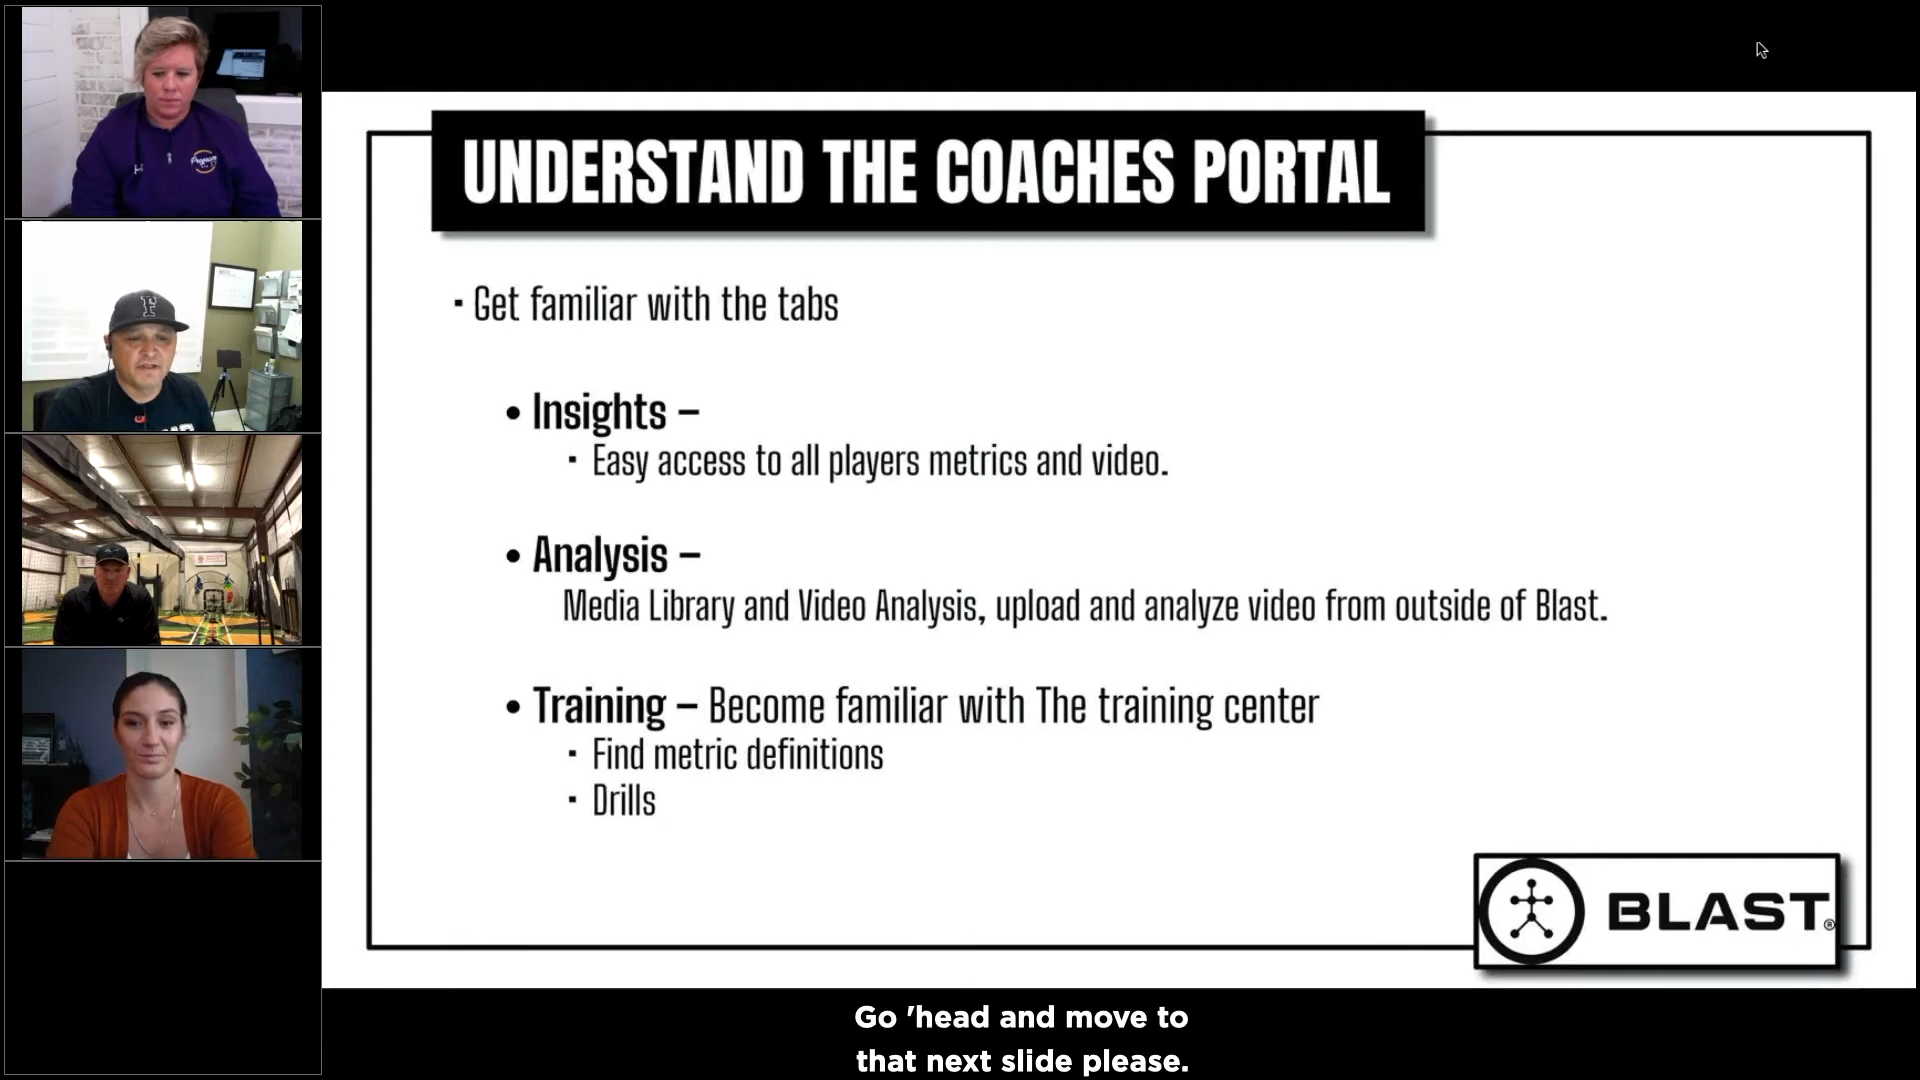 UNDERSTAND THE COACHES PORTAL
▪ Get familiar with the tabs
• Insights –
▪ Easy access to all players metrics and video.
• Analysis –
Media Library and Video Analysis, upload and analyze video from outside of Blast.
• Training – Become familiar with The training center
▪ Find metric definitions
▪ Drills
BLAST®
Go 'head and move to
that next slide please.